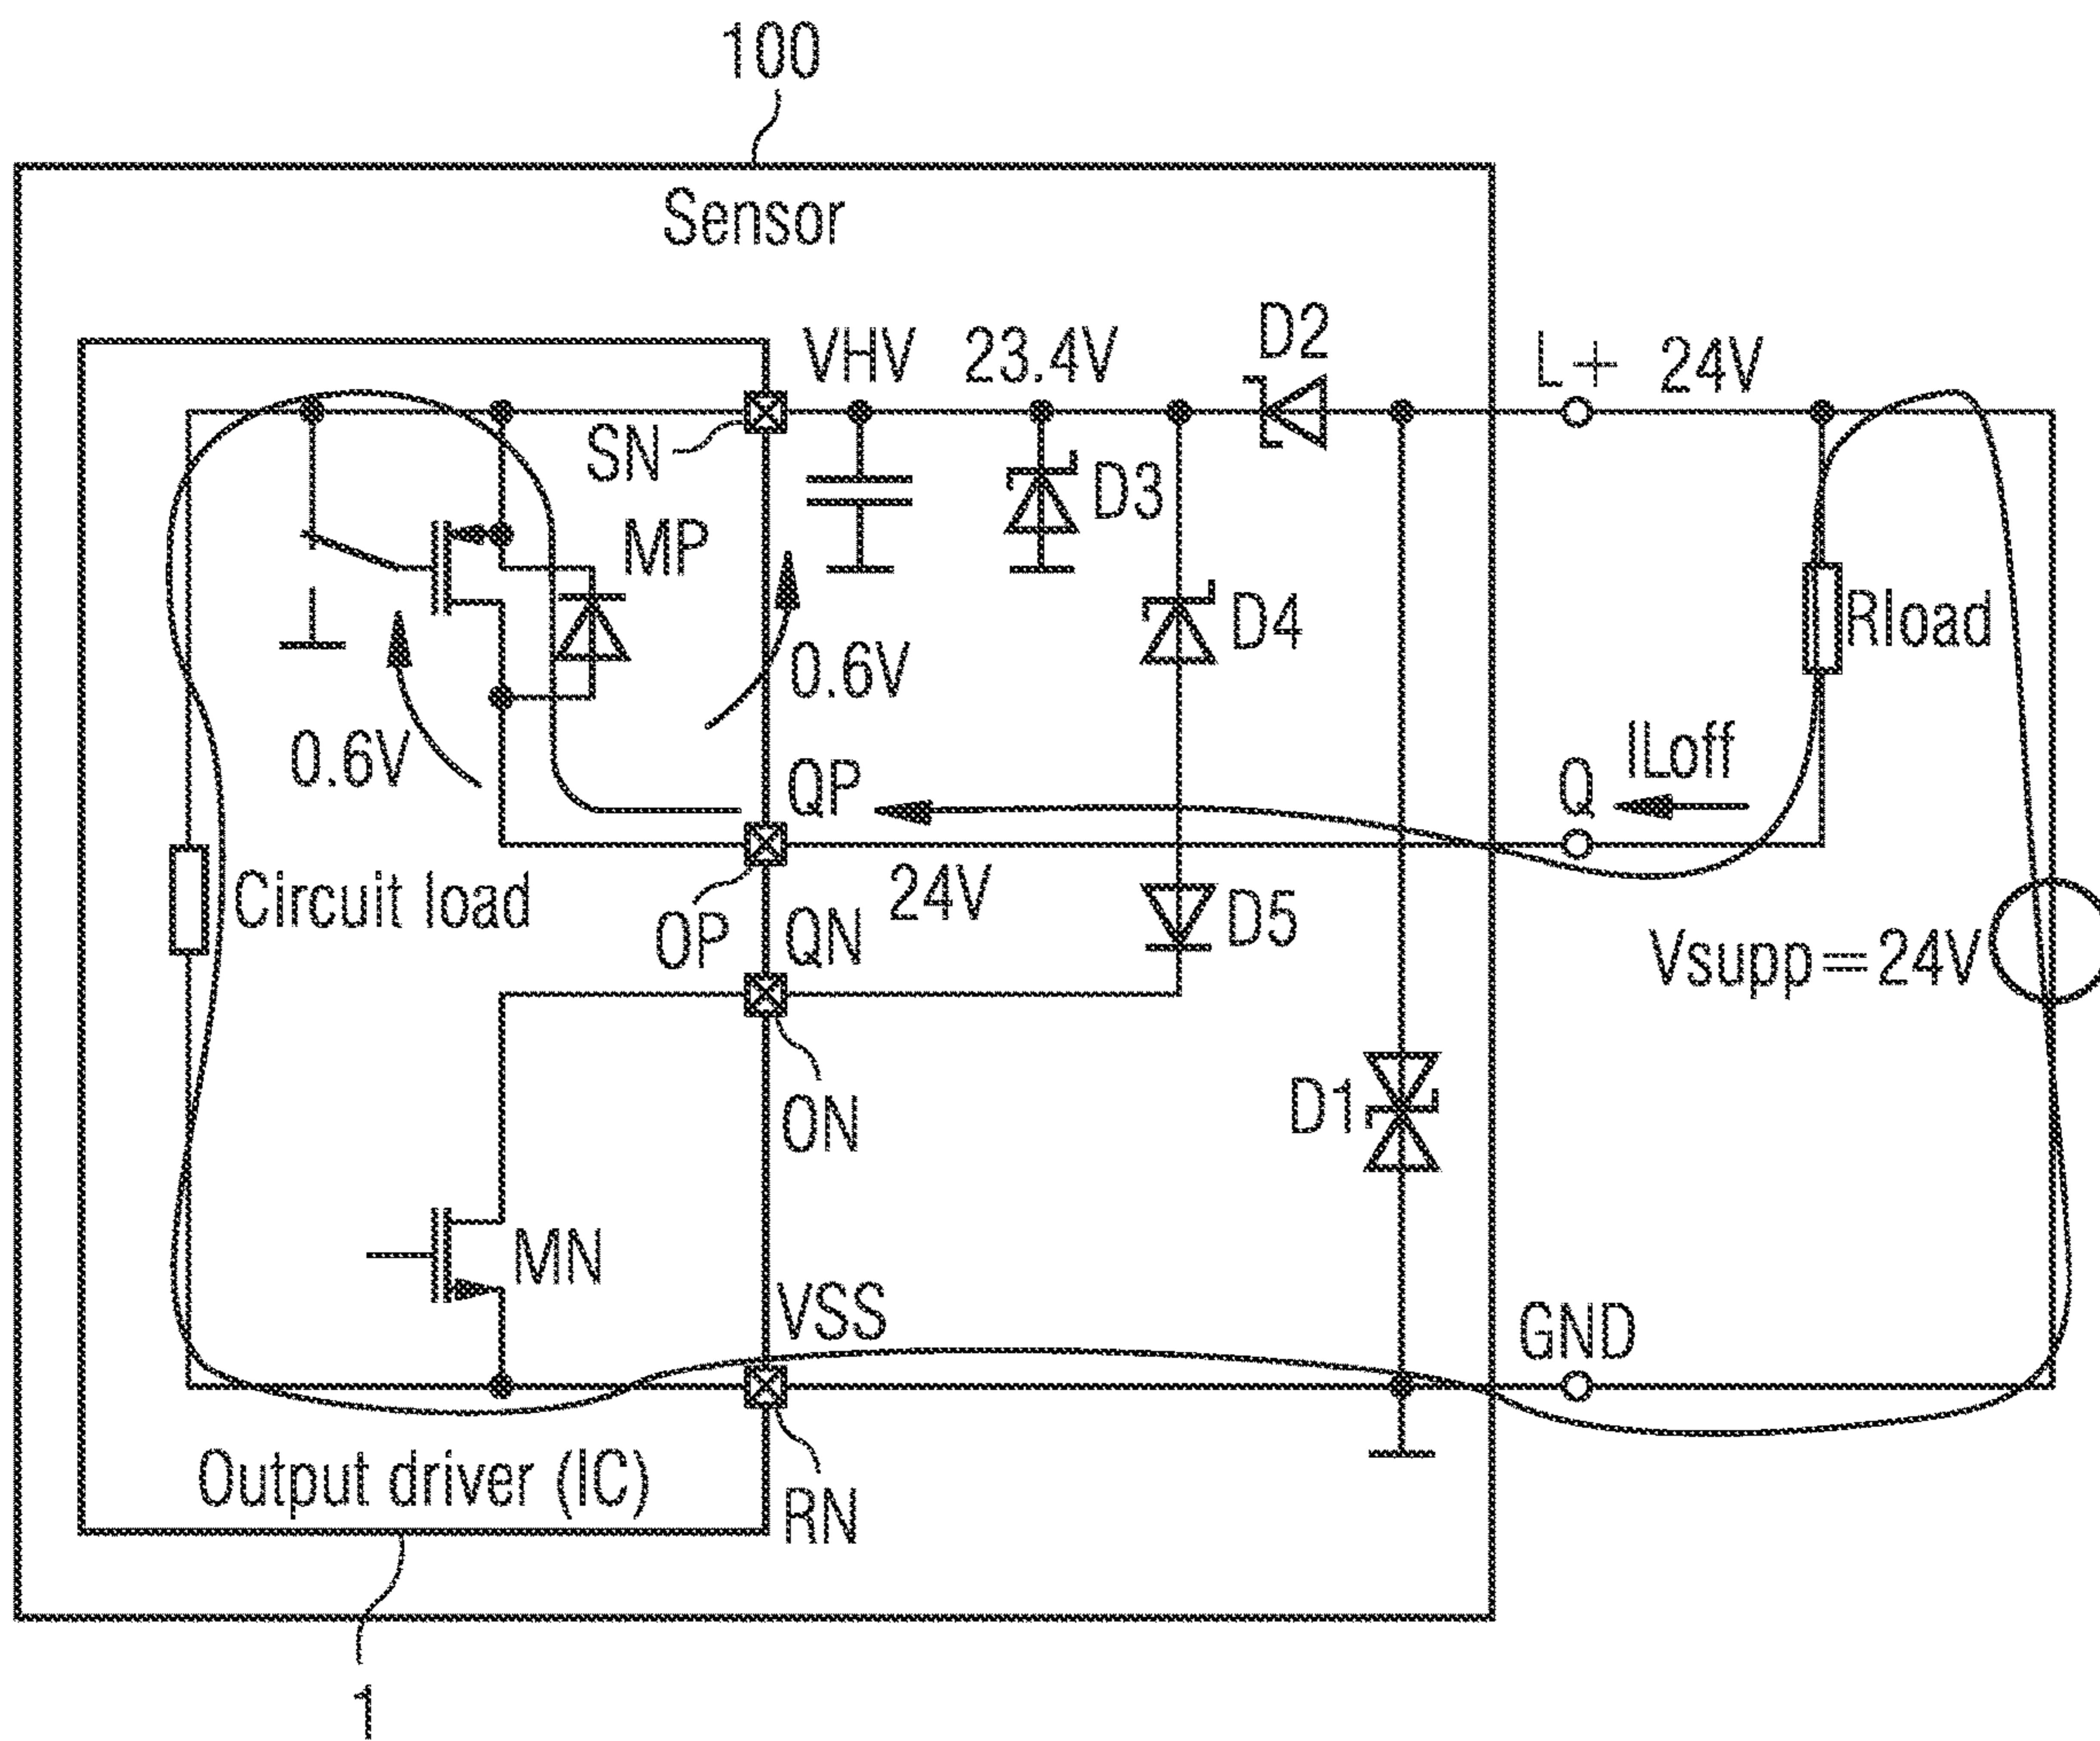 100
Sensor
VHV 23.4V
D2
L+ 24V
SN
D3
MP
D4
Rload
0.6V
0.6V
QP
Q
ILoff
24V
Circuit load
OP
QN
D5
Vsupp=24V
ON
D1
MN
VSS
GND
Output driver (IC)
RN
1